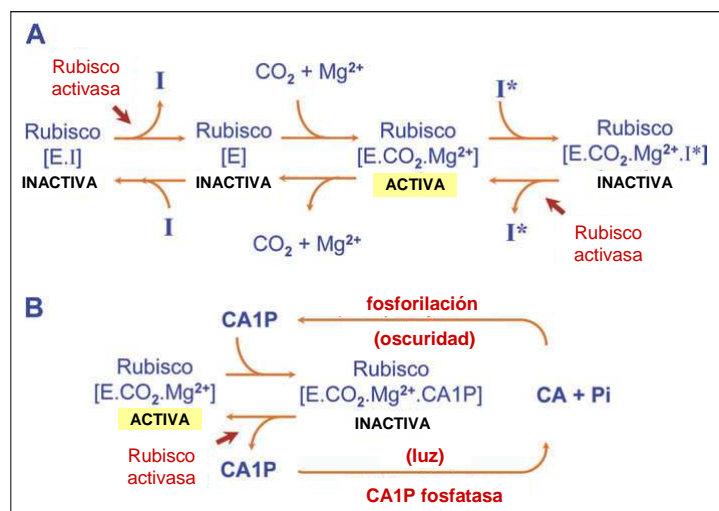 A
Rubisco
activasa
I
CO2 + Mg2+
I*
Rubisco
[E.I]
INACTIVA
Rubisco
[E]
INACTIVA
Rubisco
[E.CO2.Mg2+]
ACTIVA
Rubisco
[E.CO2.Mg2+.I*]
INACTIVA
I
CO2 + Mg2+
I*
Rubisco
activasa
B
CA1P
fosforilación
(oscuridad)
Rubisco
[E.CO2.Mg2+]
ACTIVA
Rubisco
[E.CO2.Mg2+.CA1P]
INACTIVA
CA + Pi
Rubisco
activasa
CA1P
(luz)
CA1P fosfatasa